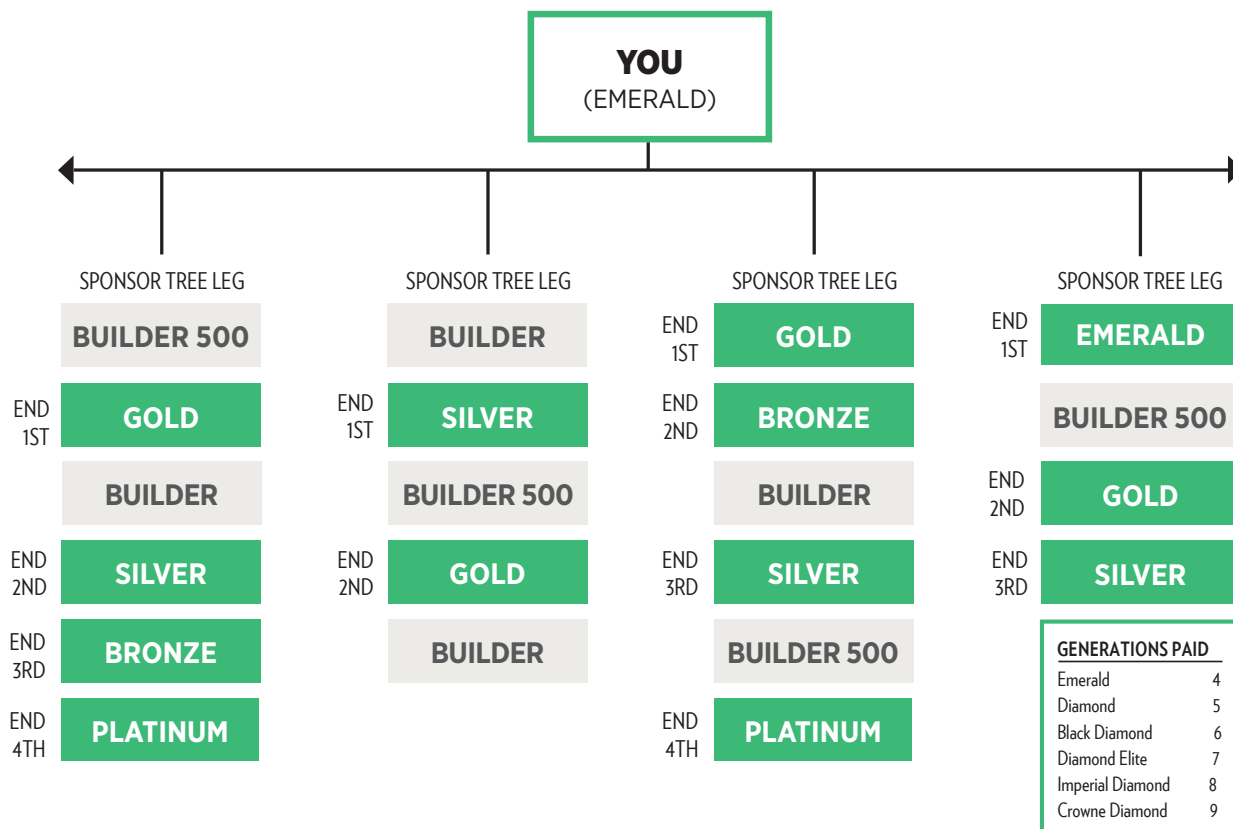 YOU
(EMERALD)
SPONSOR TREE LEG
BUILDER 500
END
1ST
GOLD
BUILDER
END
2ND
SILVER
END
3RD
BRONZE
END
4TH
PLATINUM
SPONSOR TREE LEG
BUILDER
END
1ST
SILVER
BUILDER 500
END
2ND
GOLD
BUILDER
SPONSOR TREE LEG
END
1ST
GOLD
END
2ND
BRONZE
BUILDER
END
3RD
SILVER
BUILDER 500
END
4TH
PLATINUM
SPONSOR TREE LEG
END
1ST
EMERALD
BUILDER 500
END
2ND
GOLD
END
3RD
SILVER
GENERATIONS PAID
Emerald 4
Diamond 5
Black Diamond 6
Diamond Elite 7
Imperial Diamond 8
Crowne Diamond 9